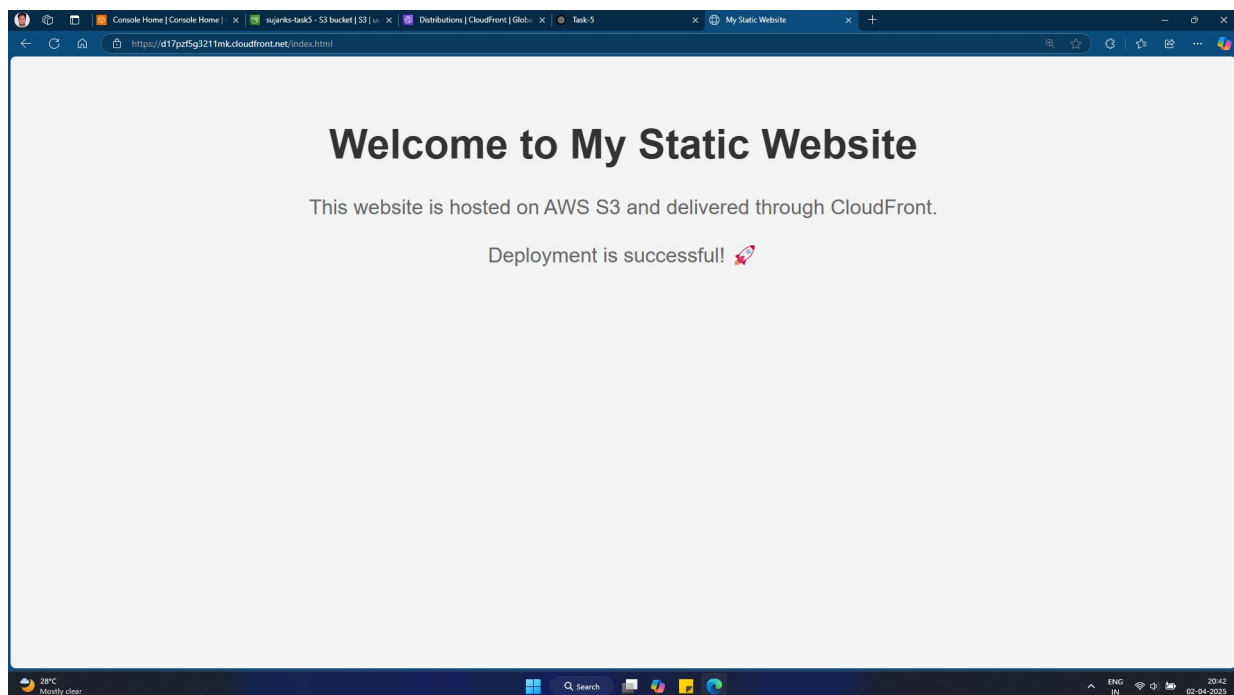 Console Home | Console Home |
sujanks-task5 - S3 bucket | S3 | u
Distributions | CloudFront | Glob
Task-5
My Static Website
https://d17pzf5g3211mk.cloudfront.net/index.html
Welcome to My Static Website
This website is hosted on AWS S3 and delivered through CloudFront.
Deployment is successful! 🚀
28°C
Mostly clear
Search
ENG
IN
20:42
02-04-2025